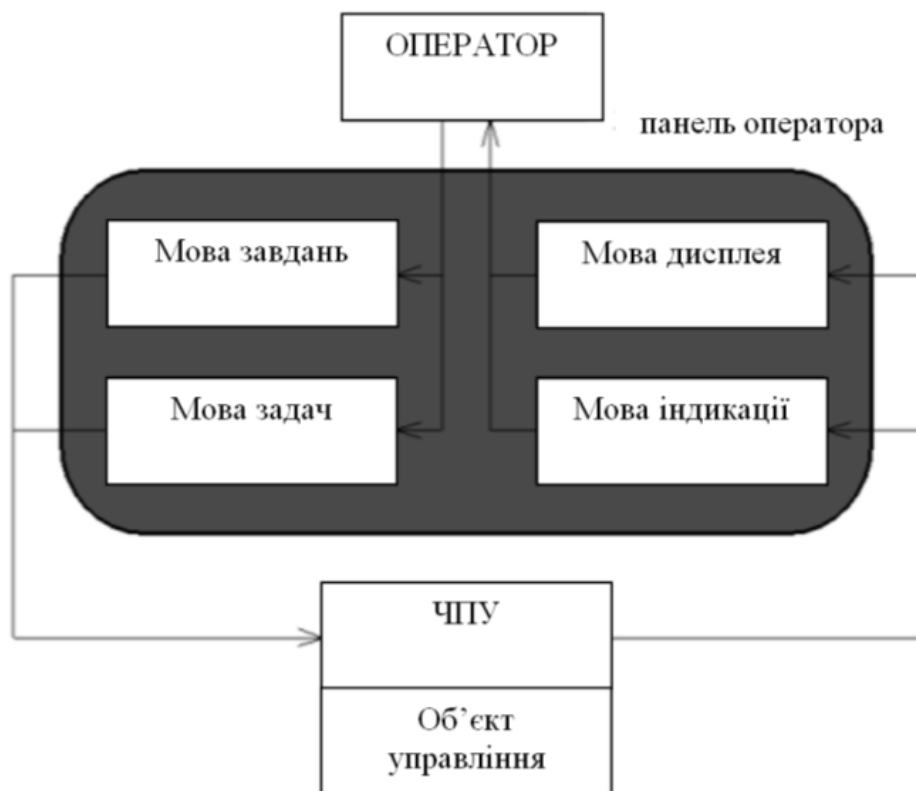 ОПЕРАТОР
панель оператора
Мова завдань
Мова дисплея
Мова задач
Мова індикації
ЧПУ
Об’єкт
управління